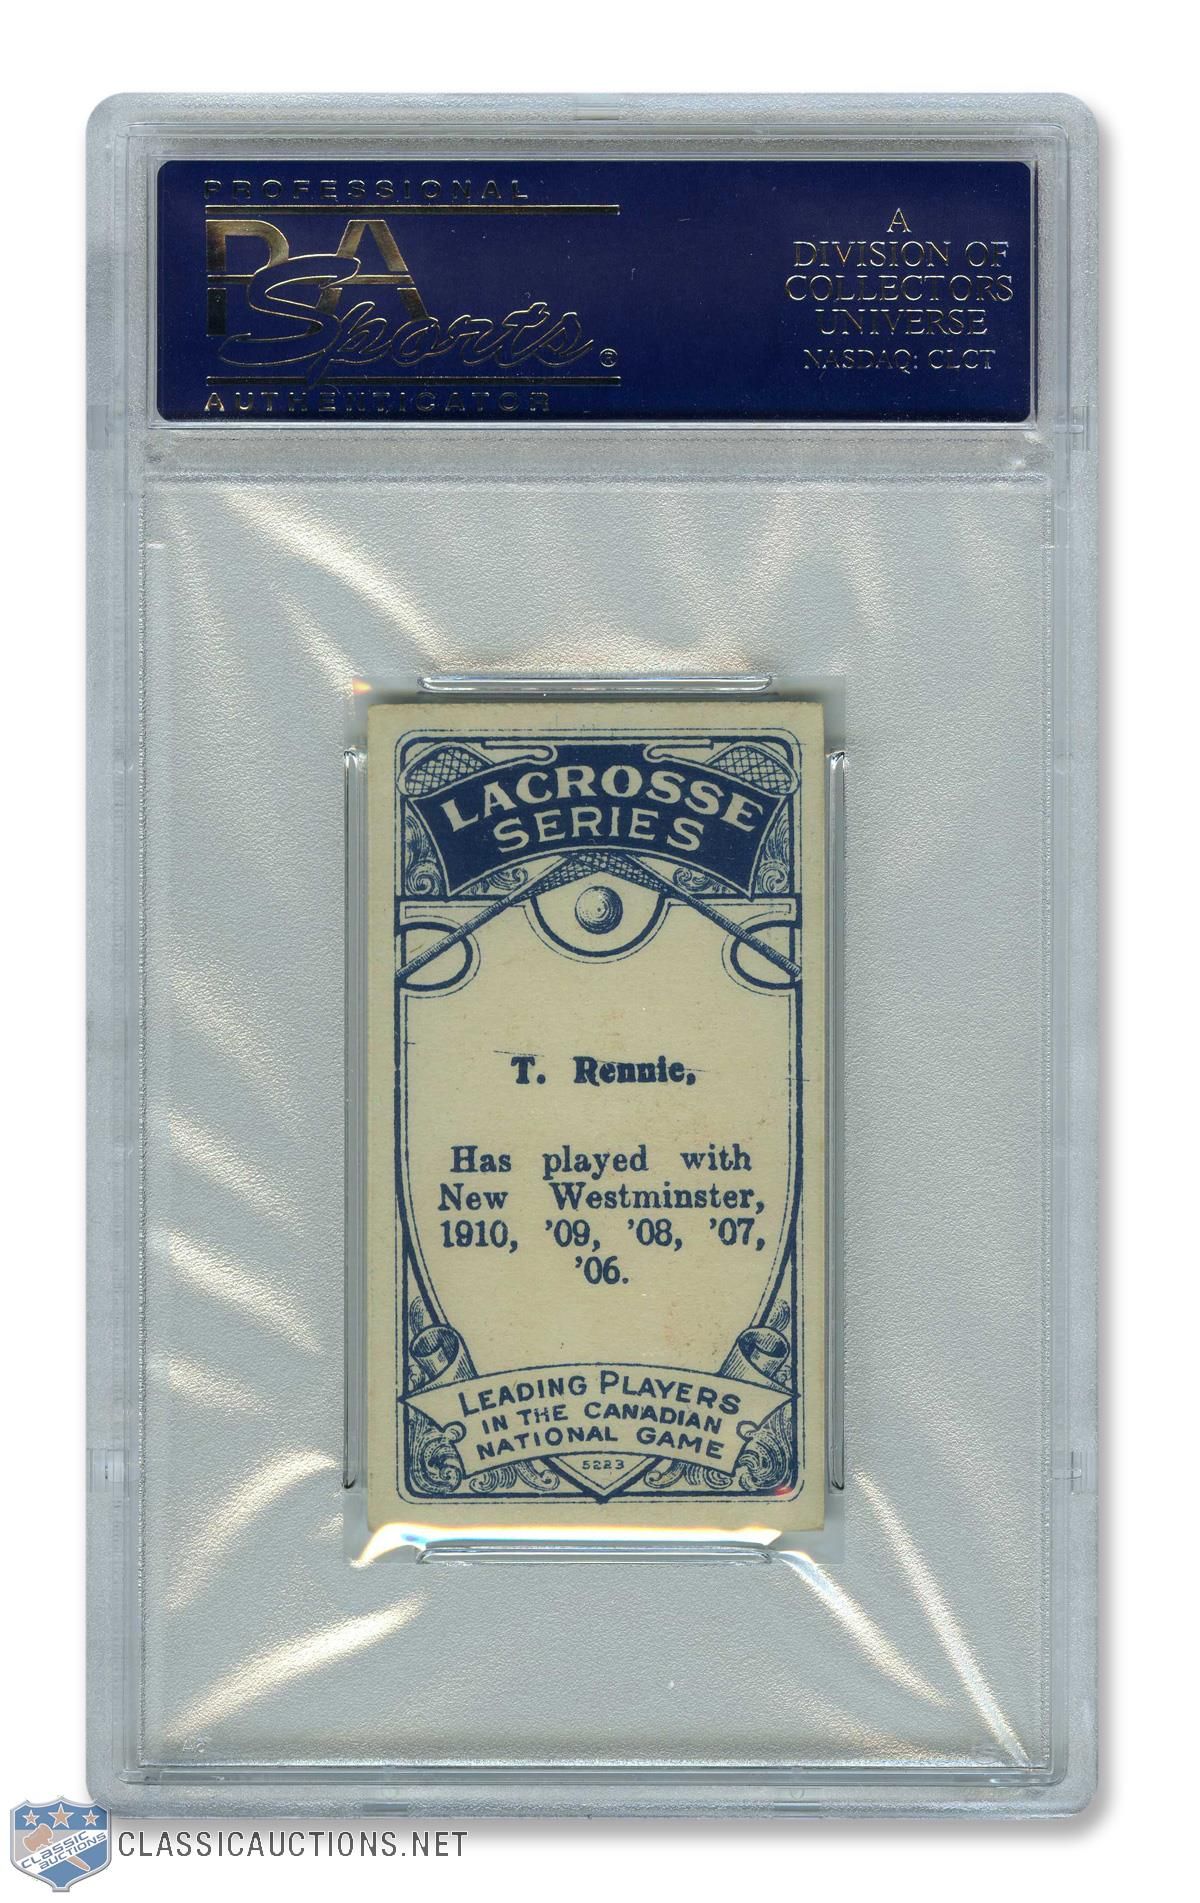 PROFESSIONAL
PSA
Sports®
AUTHENTICATOR
A
DIVISION OF
COLLECTORS
UNIVERSE
NASDAQ: CLCT
LACROSSE
SERIES
T. Rennie,
Has played with
New Westminster,
1910, '09, '08, '07,
'06.
LEADING PLAYERS
IN THE CANADIAN
NATIONAL GAME
5223
CLASSIC
AUCTIONS
CLASSICAUCTIONS.NET